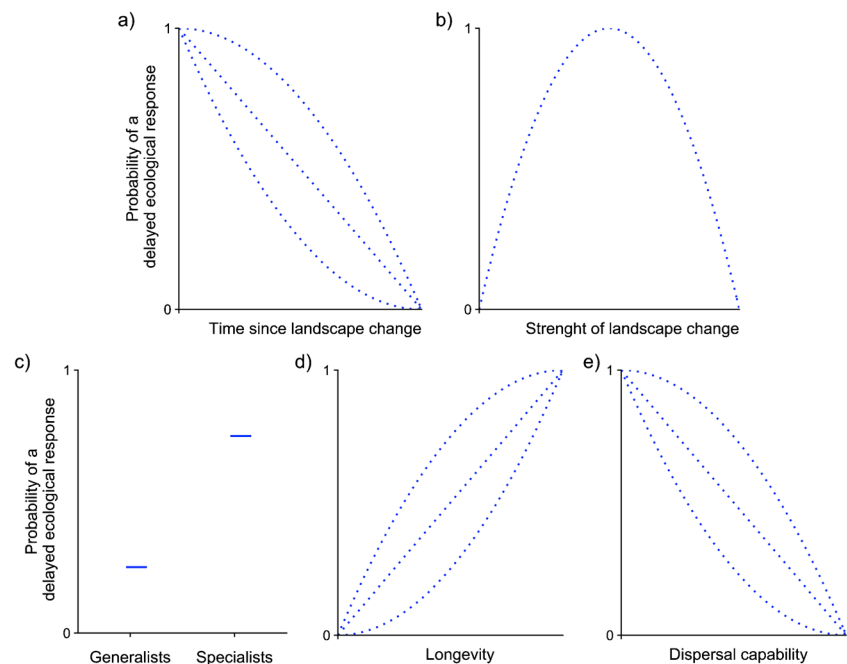 a)
b)
1
1
Probability of a
delayed ecological response
0
0
Time since landscape change
Strenght of landscape change
c)
d)
e)
1
1
1
Probability of a
delayed ecological response
0
0
0
Generalists
Specialists
Longevity
Dispersal capability